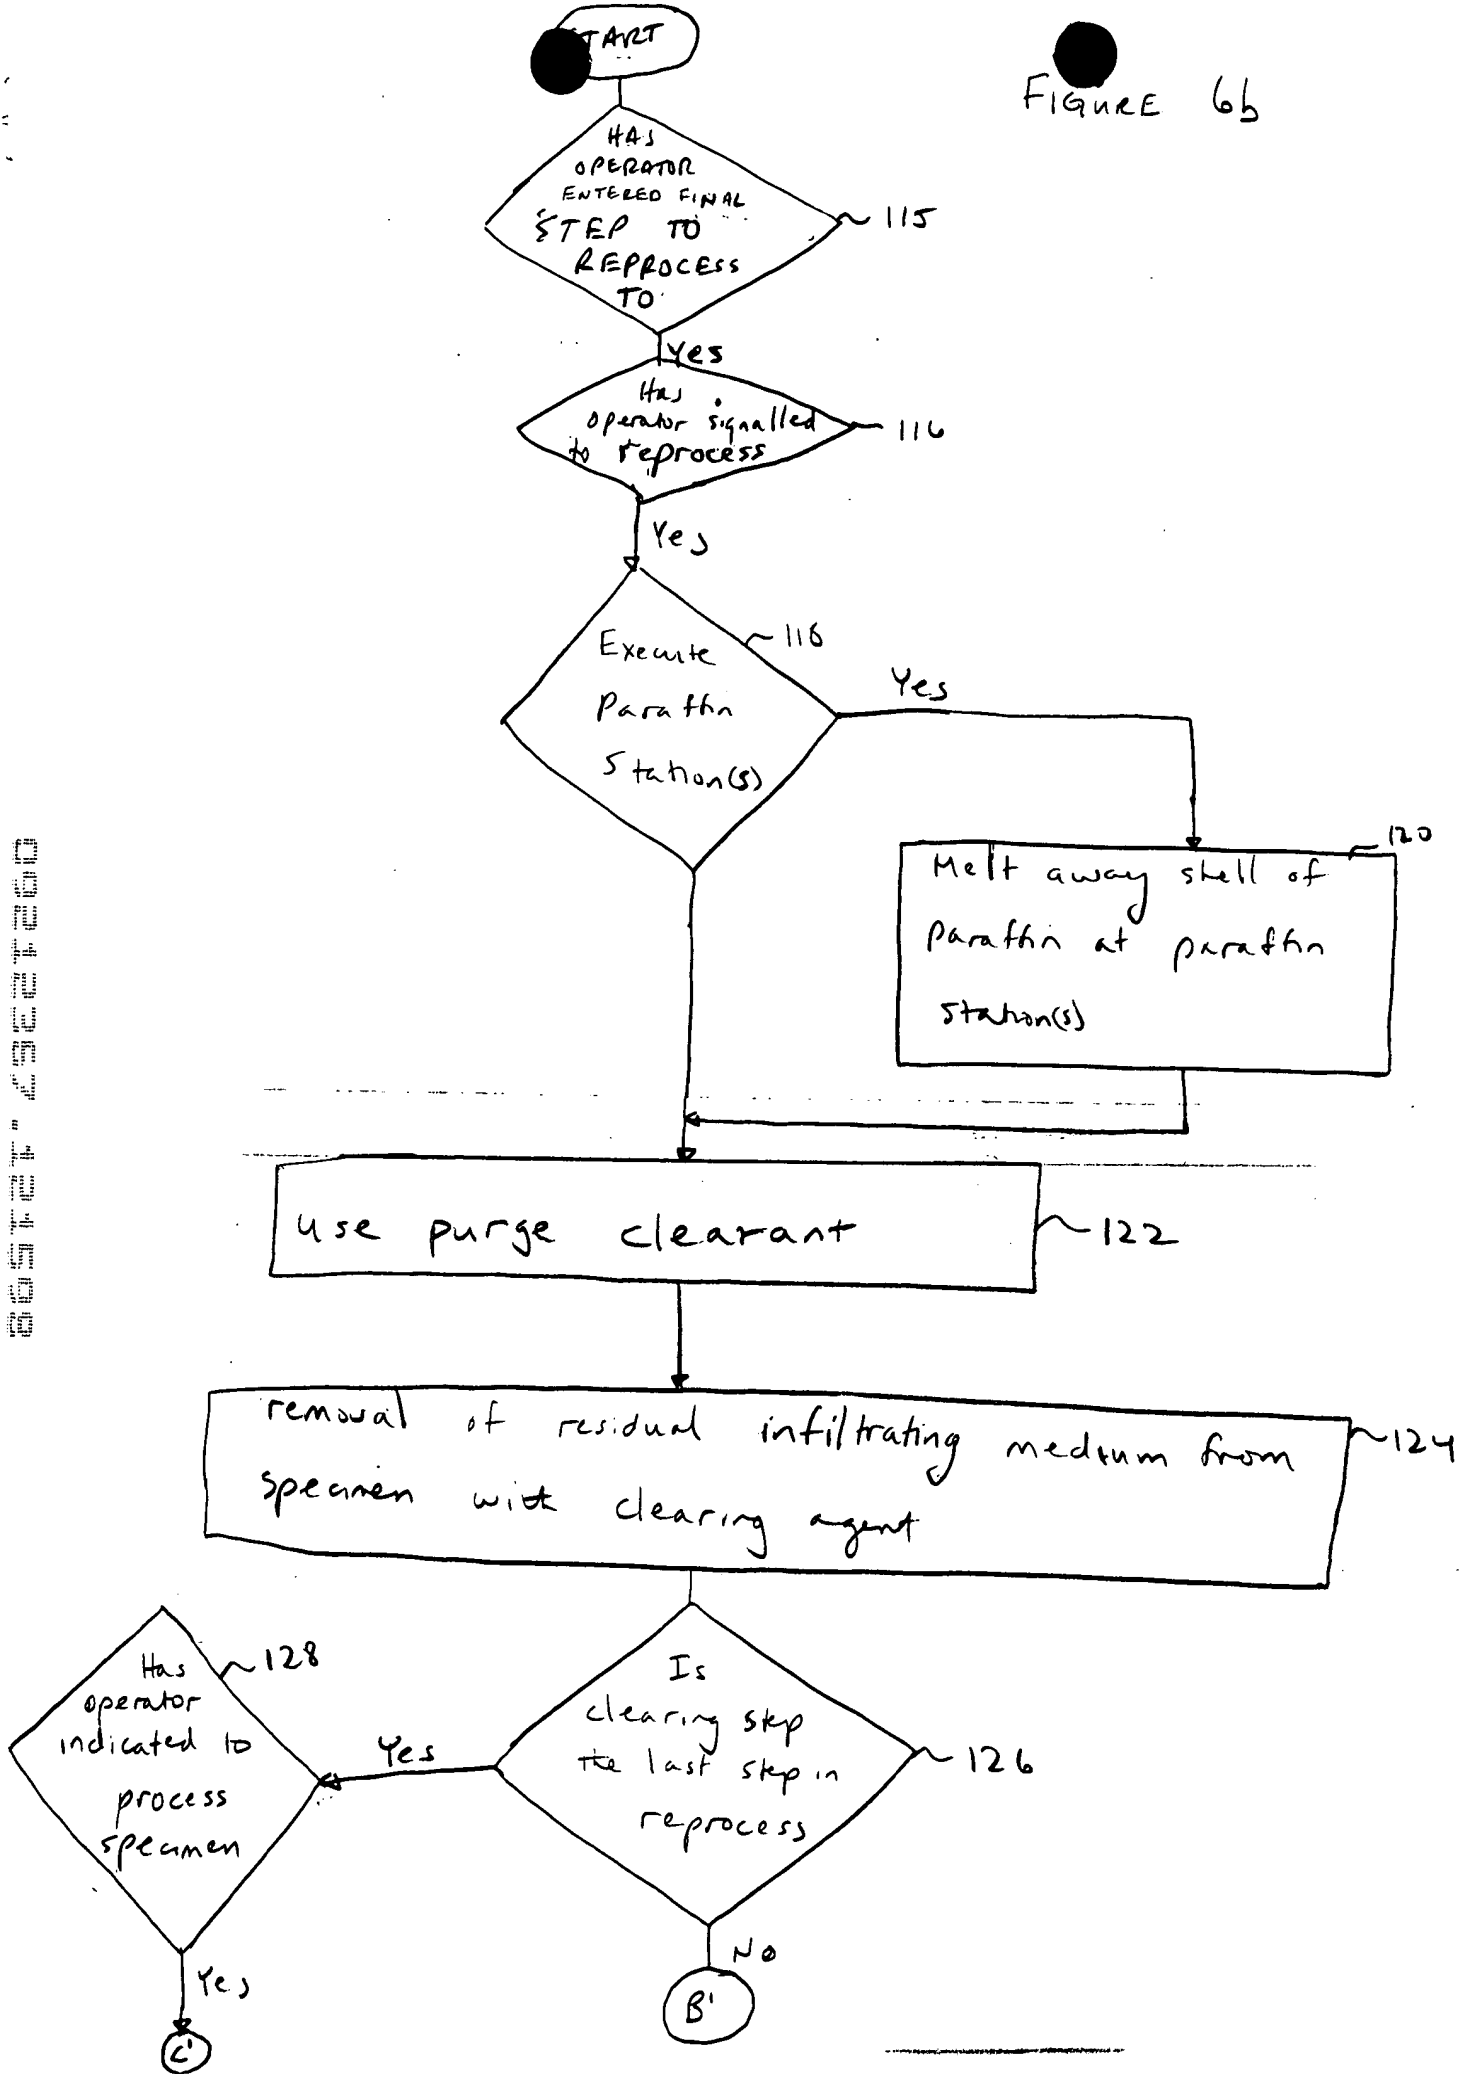 START
FIGURE 6b
HAS
OPERATOR
ENTERED FINAL
STEP TO
REPROCESS
TO
115
Yes
Has
operator signalled
to reprocess
116
Yes
Execute
Paraffin
Station(s)
118
Yes
120
Melt away shell of
Paraffin at paraffin
station(s)
use purge clearant
122
removal of residual infiltrating medium from
specimen with clearing agent
124
Has
operator
indicated to
process
specimen
128
Yes
Is
clearing step
the last step in
reprocess
126
Yes
C'
No
B'
09212357.121598